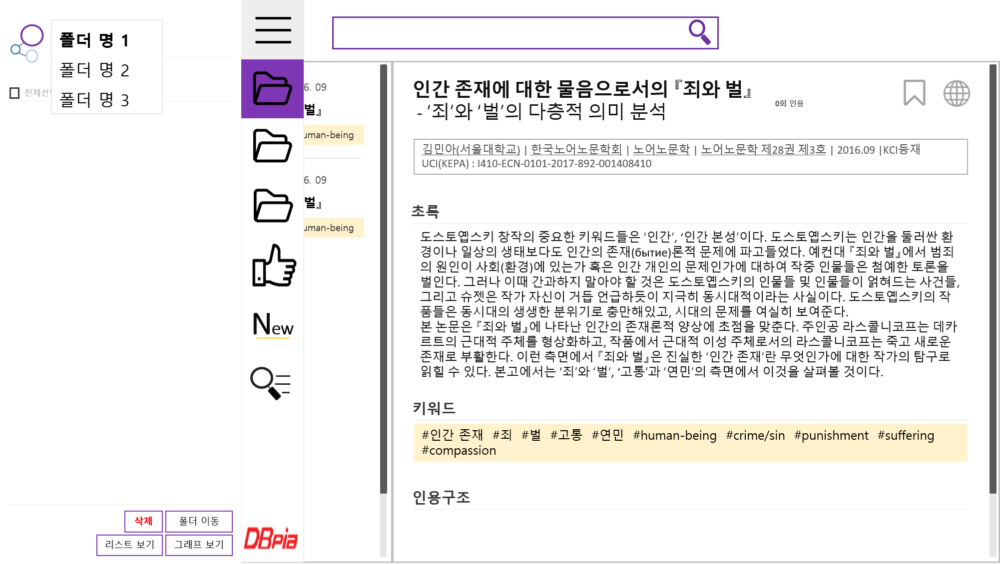 폴더 명 1
폴더 명 2
전체선
폴더 명 3
삭제
폴더 이동
리스트 보기
그래프 보기
New
DBpia
6. 09
벌』
uman-being
6. 09
벌』
uman-being
인간 존재에 대한 물음으로서의 『죄와 벌』
- ‘죄’와 ‘벌’의 다층적 의미 분석
0회 인용
김민아(서울대학교) | 한국노어노문학회 | 노어노문학 | 노어노문학 제28권 제3호 | 2016.09 |KCI등재
UCI(KEPA) : I410-ECN-0101-2017-892-001408410
초록
도스토옙스키 창작의 중요한 키워드들은 ‘인간’, ‘인간 본성’이다. 도스토옙스키는 인간을 둘러싼 환
경이나 일상의 생태보다도 인간의 존재(бытие)론적 문제에 파고들었다. 예컨대 『죄와 벌』에서 범죄
의 원인이 사회(환경)에 있는가 혹은 인간 개인의 문제인가에 대하여 작중 인물들은 첨예한 토론을
벌인다. 그러나 이때 간과하지 말아야 할 것은 도스토옙스키의 인물들 및 인물들이 얽혀드는 사건들,
그리고 슈젯은 작가 자신이 거듭 언급하듯이 지극히 동시대적이라는 사실이다. 도스토옙스키의 작
품들은 동시대의 생생한 분위기로 충만해있고, 시대의 문제를 여실히 보여준다.
본 논문은 『죄와 벌』에 나타난 인간의 존재론적 양상에 초점을 맞춘다. 주인공 라스콜니코프는 데카
르트의 근대적 주체를 형상화하고, 작품에서 근대적 이성 주체로서의 라스콜니코프는 죽고 새로운
존재로 부활한다. 이런 측면에서 『죄와 벌』은 진실한 ‘인간 존재’란 무엇인가에 대한 작가의 탐구로
읽힐 수 있다. 본고에서는 ‘죄’와 ‘벌’, ‘고통’과 ‘연민’의 측면에서 이것을 살펴볼 것이다.
키워드
#인간 존재 #죄 #벌 #고통 #연민 #human-being #crime/sin #punishment #suffering
#compassion
인용구조